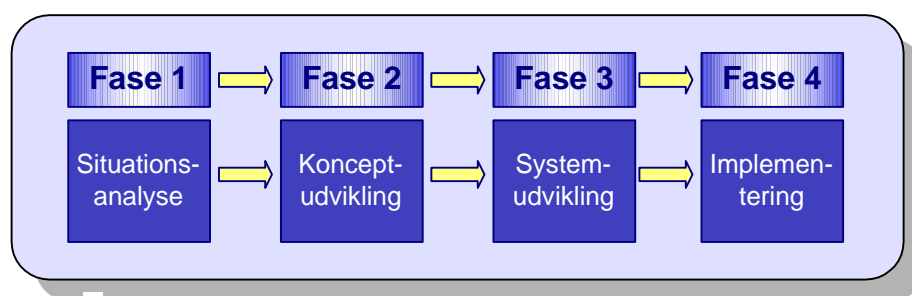 Fase 1
Fase 2
Fase 3
Fase 4
Situations-
analyse
Koncept-
udvikling
System-
udvikling
Implemen-
tering